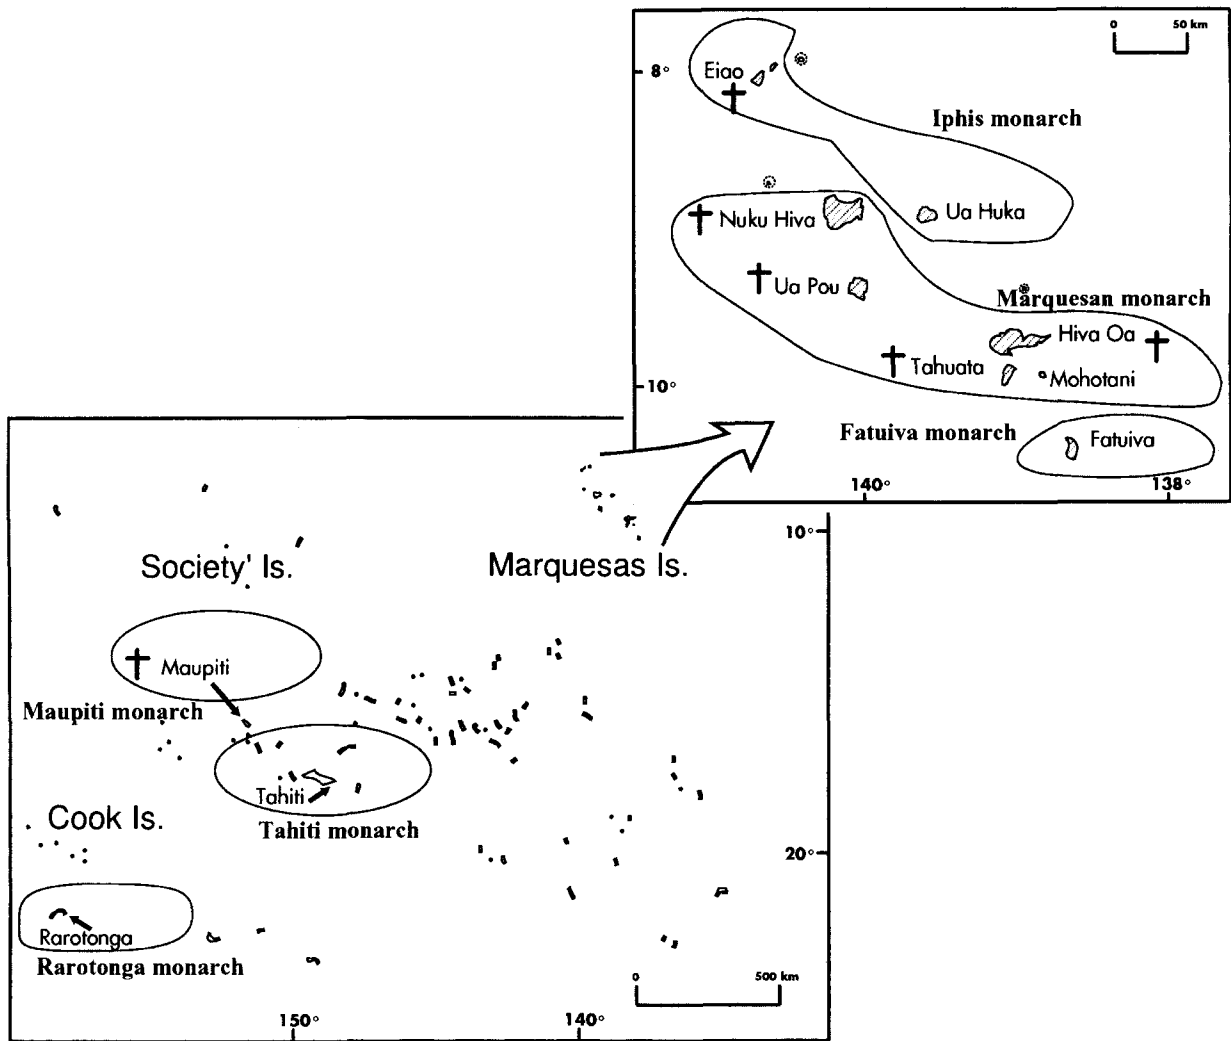 0 50 km
8°
Eiao
Iphis monarch
Nuku Hiva
Ua Huka
Ua Pou
Marquesan monarch
Hiva Oa
Tahuata
Mohotani
10°
Fatuiva monarch
Fatuiva
140° 138°
Society' Is.
Marquesas Is.
10°
Maupiti
Maupiti monarch
Tahiti
Tahiti monarch
Cook Is.
20°
Rarotonga
Rarotonga monarch
0 500 km
150° 140°